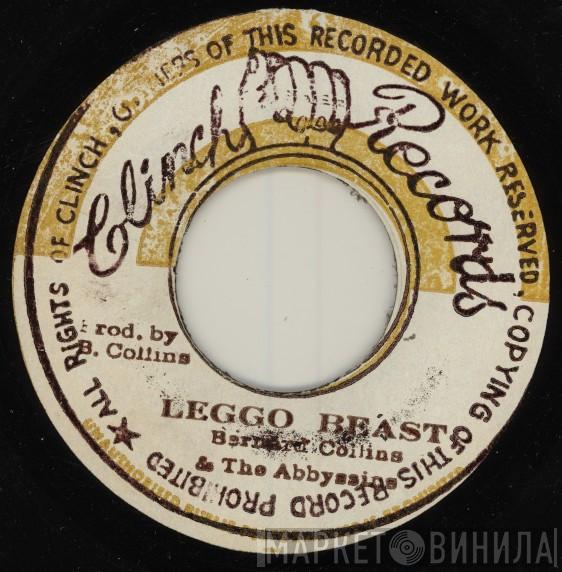 ALL RIGHTS OF CLINCH, OF THIS RECORDED WORK RESERVED, COPYING OF THIS RECORD PROHIBITED ★
Clinch Records
rod. by
B. Collins
LEGGO BEAST
Bernard Collins
& The Abbyssins
МАРКЕТ ВИНИЛА